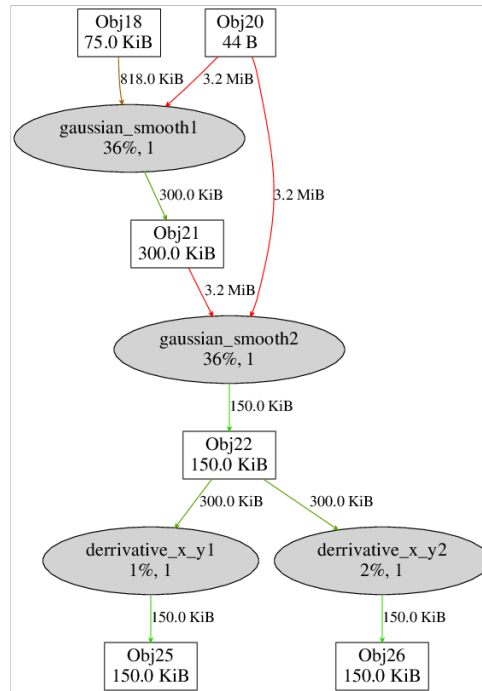 Obj18
75.0 KiB
Obj20
44 B
818.0 KiB
3.2 MiB
gaussian_smooth1
36%, 1
300.0 KiB
3.2 MiB
Obj21
300.0 KiB
3.2 MiB
gaussian_smooth2
36%, 1
150.0 KiB
Obj22
150.0 KiB
300.0 KiB
300.0 KiB
derrivative_x_y1
1%, 1
derrivative_x_y2
2%, 1
150.0 KiB
150.0 KiB
Obj25
150.0 KiB
Obj26
150.0 KiB